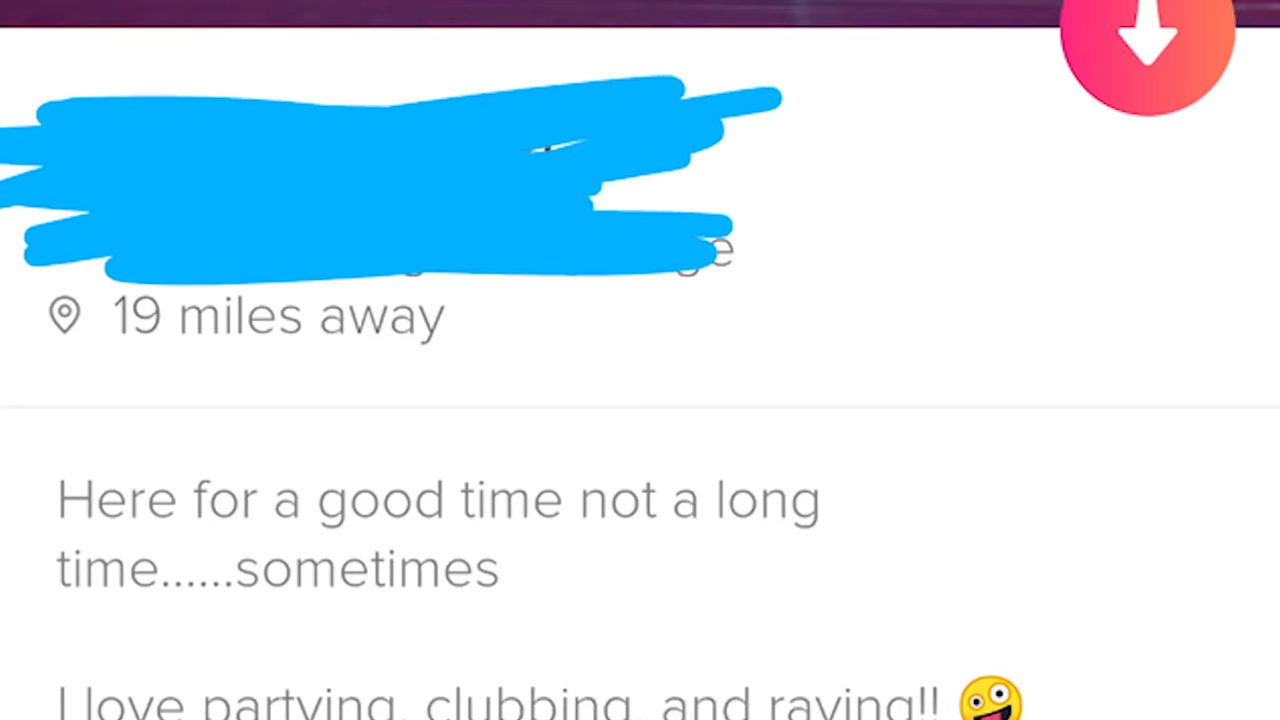 19 miles away
Here for a good time not a long
time......sometimes
I love partying, clubbing, and raving!! 🤪